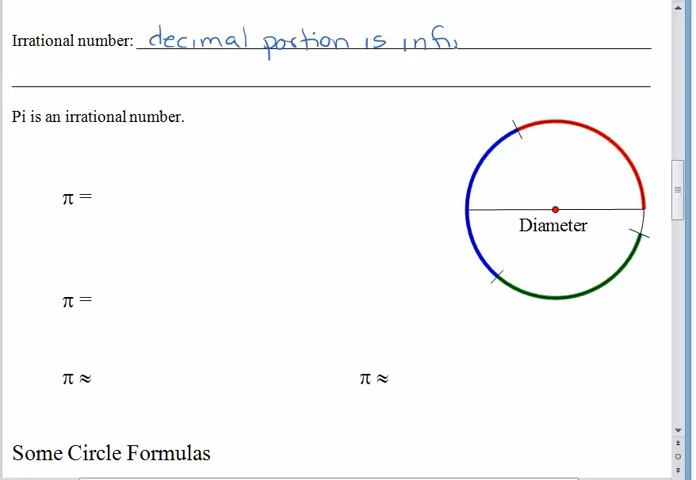 Irrational number: decimal portion is infi
Pi is an irrational number.
π =
Diameter
π =
π ≈ π ≈
Some Circle Formulas